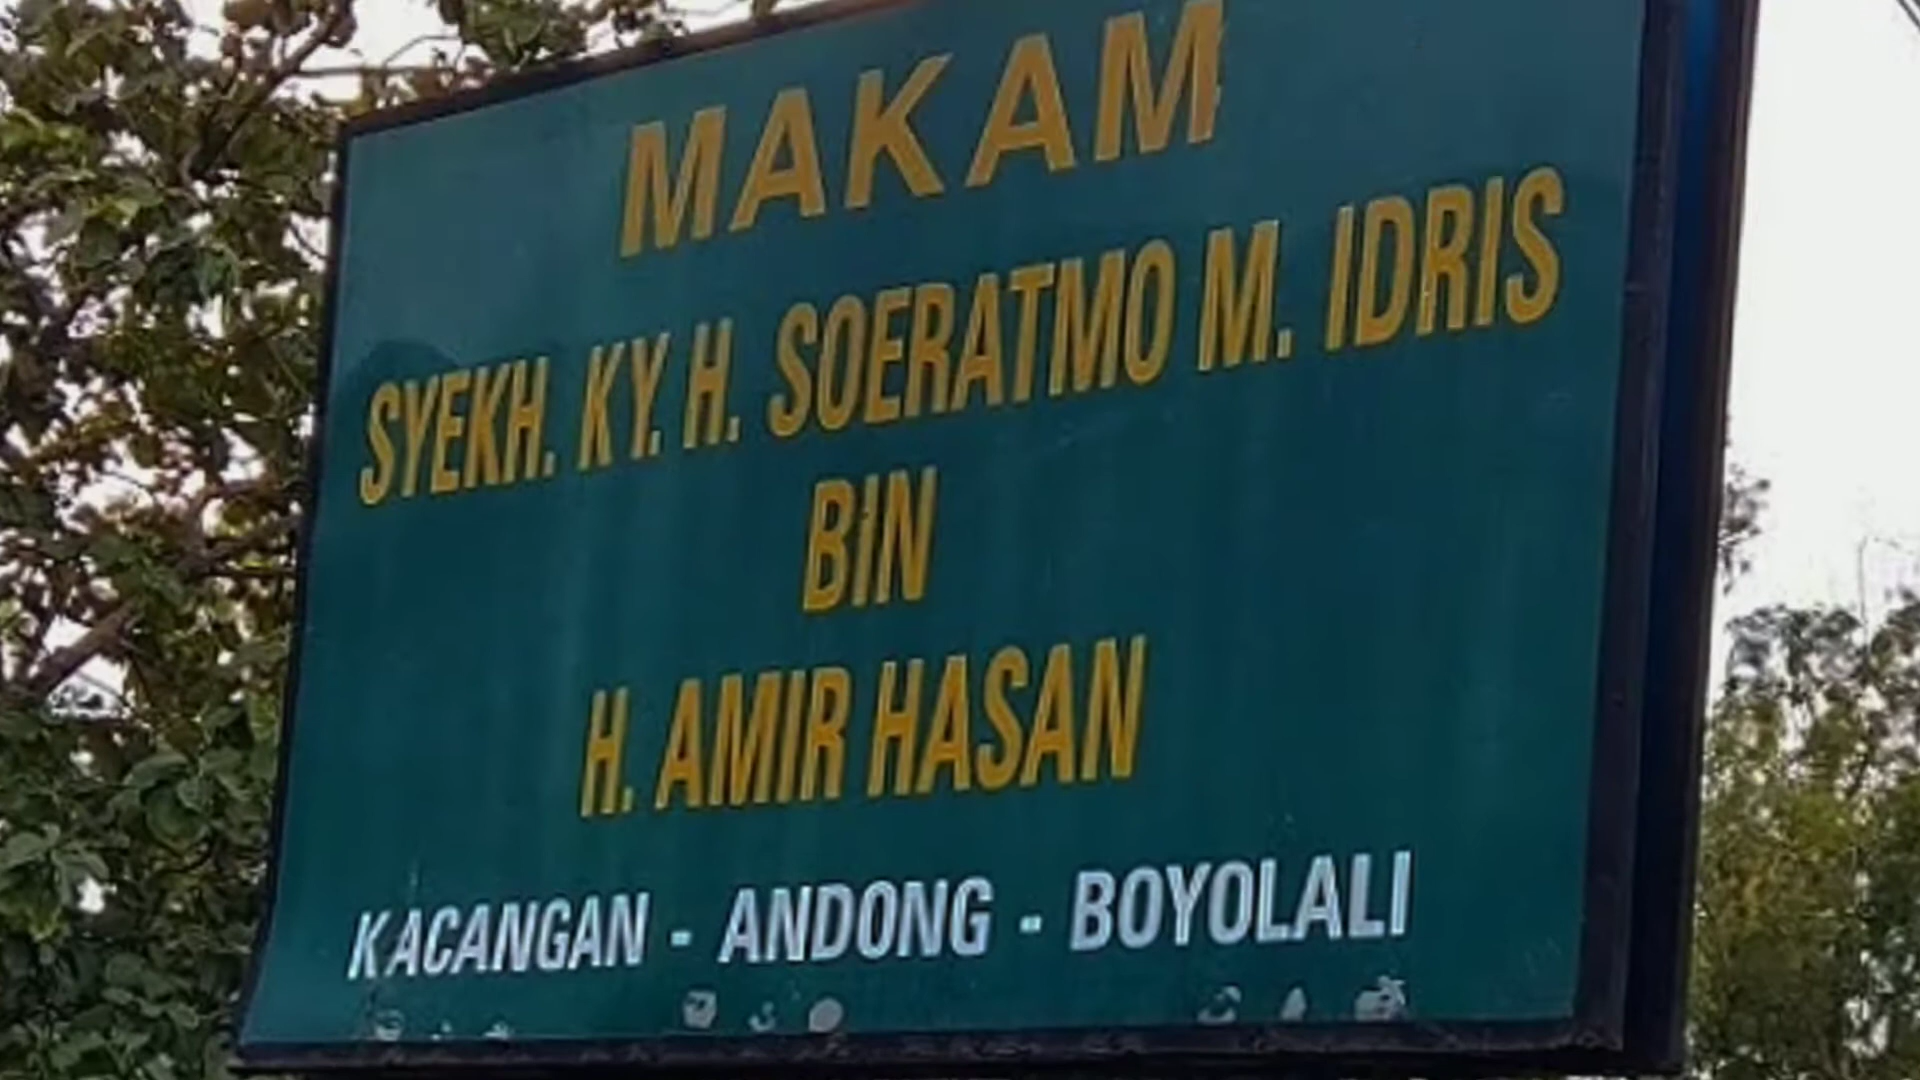 MAKAM
SYEKH. KY. H. SOERATMO M. IDRIS
BIN
H. AMIR HASAN
KACANGAN - ANDONG - BOYOLALI